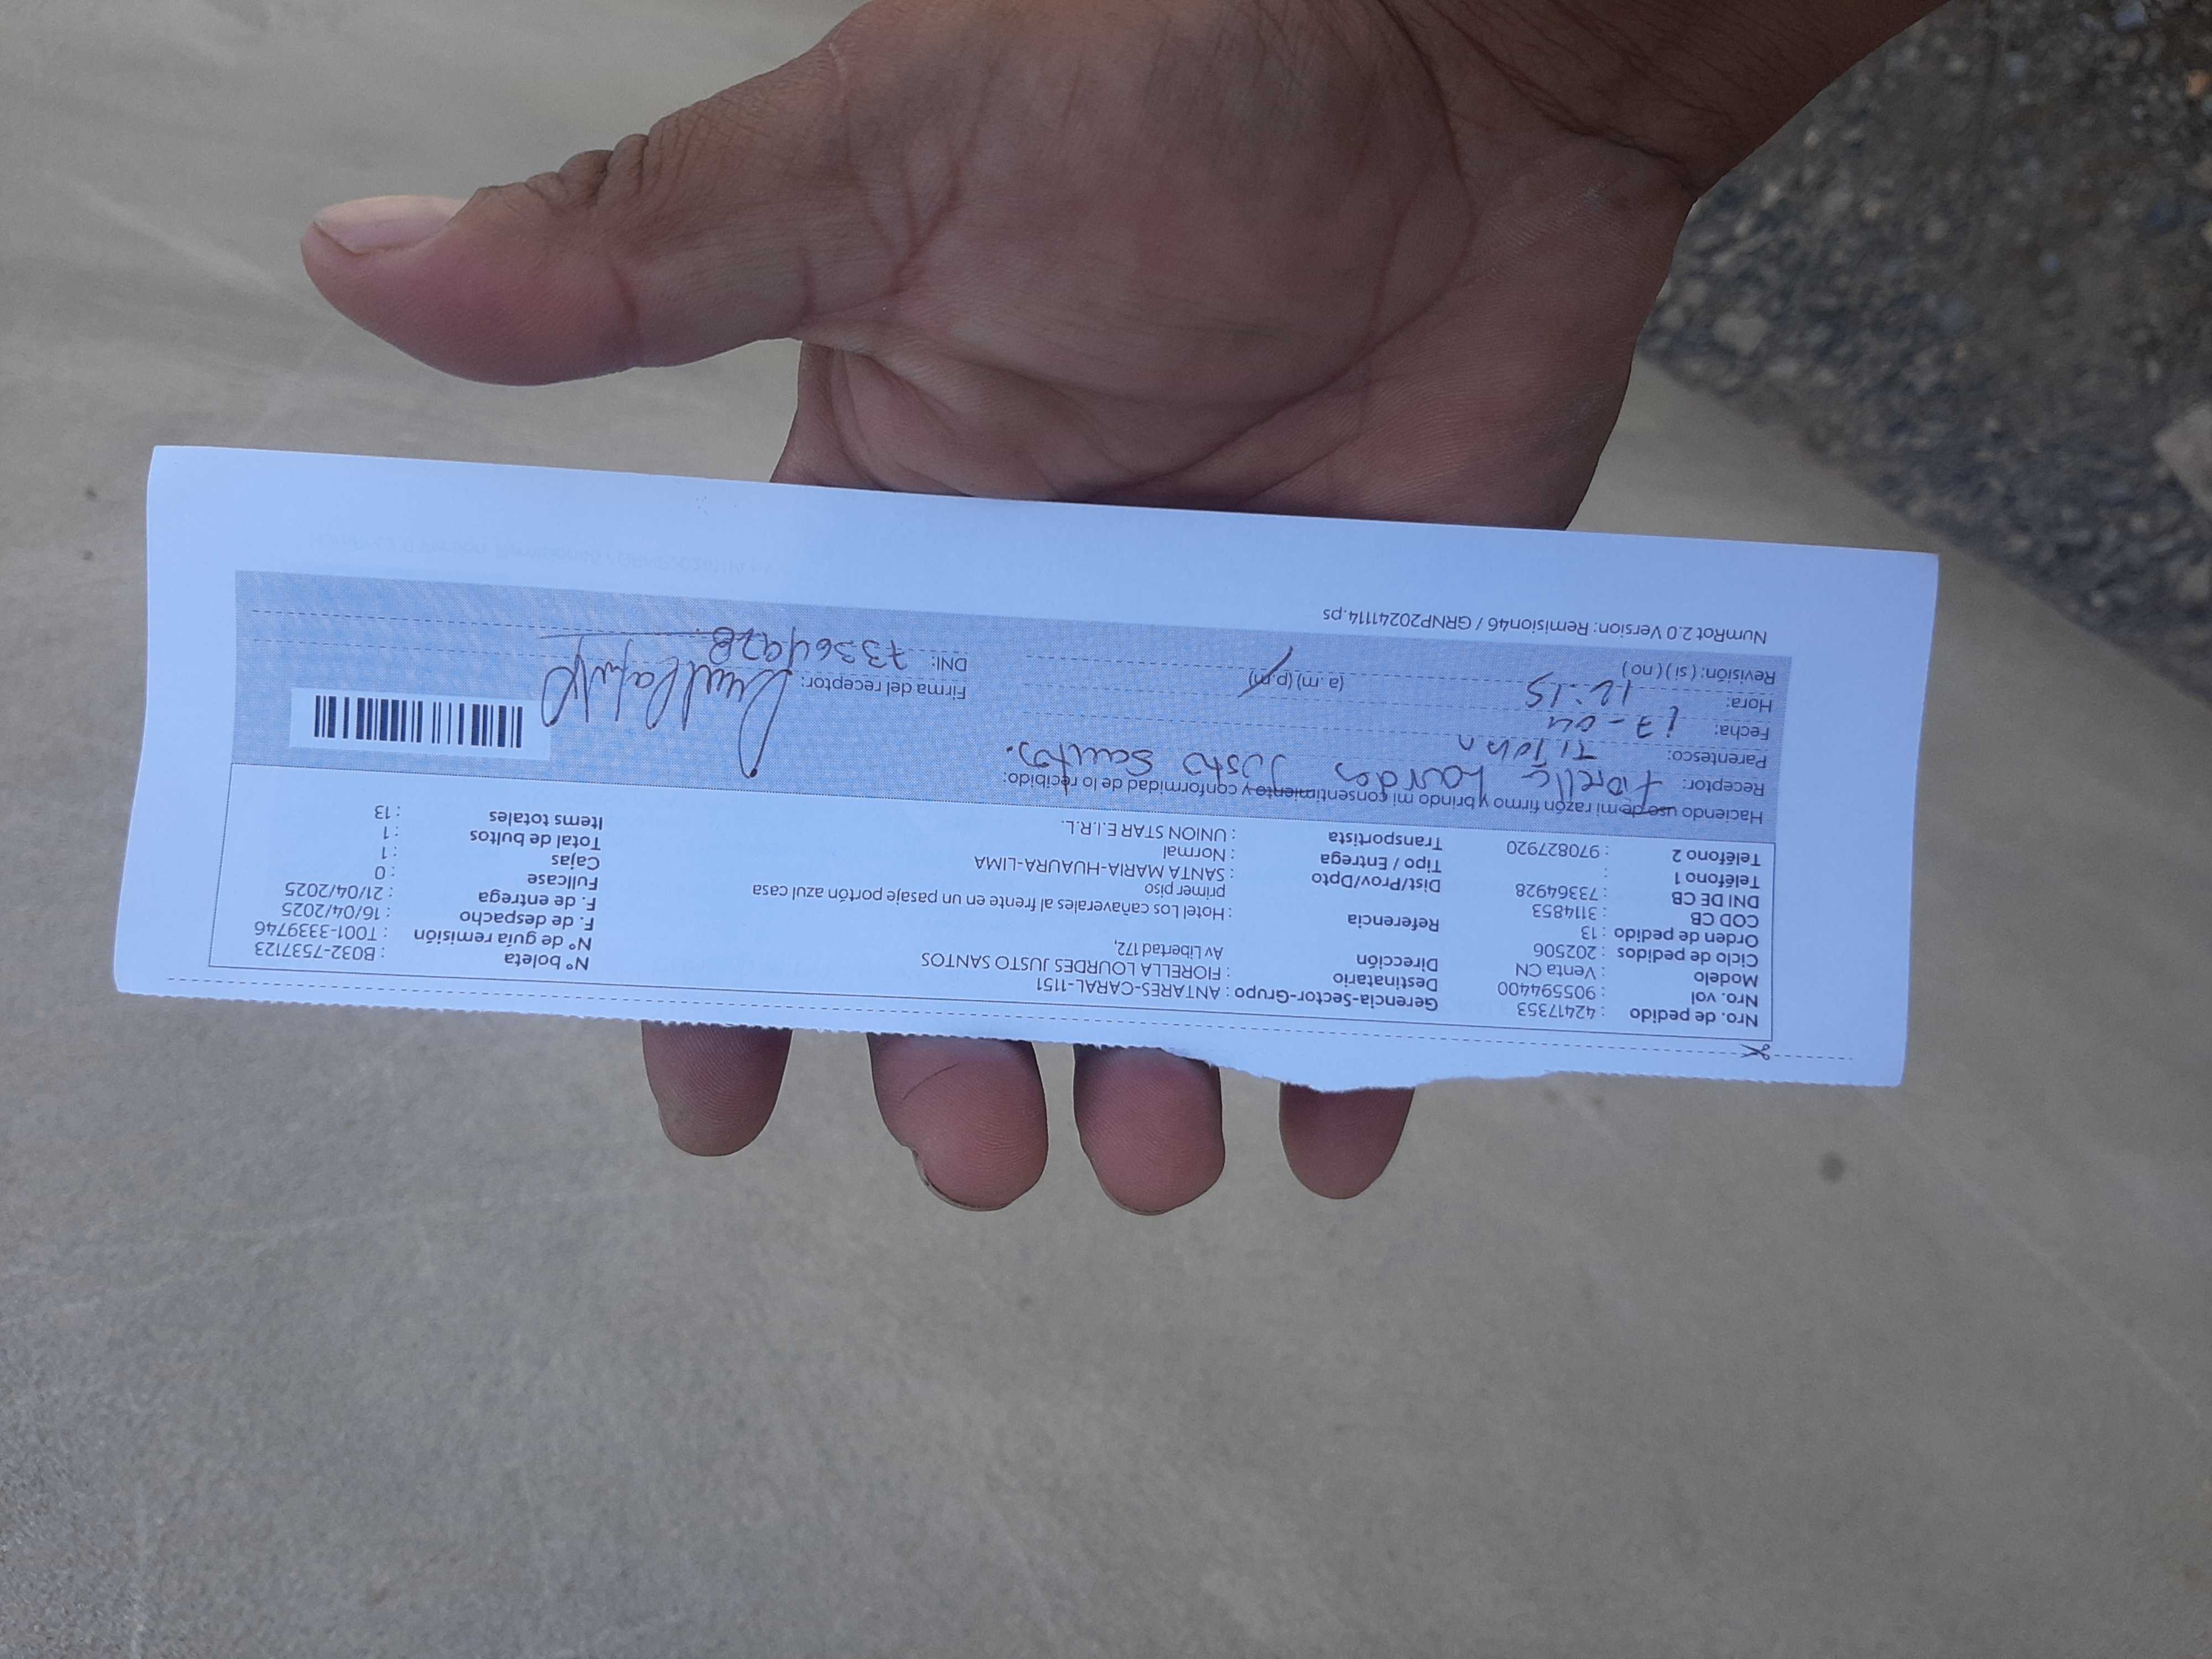 Nro. de pedido : 42417353 Gerencia-Sector-Grupo : ANTARES-CARAL-1151 N° boleta : B032-7537123
Nro. vol : 905594400 Destinatario : FIORELLA LOURDES JUSTO SANTOS N° de guía remisión : T001-3339746
Modelo : Venta CN Dirección Av Libertad 172, F. de despacho : 16/04/2025
Ciclo de pedidos : 202506 F. de entrega : 21/04/2025
Orden de pedido : 13 Referencia : Hotel Los cañaverales al frente en un pasaje portón azul casa Fullcase : 0
COD CB : 3114853 primer piso Cajas : 1
DNI DE CB : 73364928 Dist/Prov/Dpto : SANTA MARIA-HUAURA-LIMA Total de bultos : 1
Teléfono 1 : Tipo / Entrega : Normal Items totales : 13
Teléfono 2 : 970827920 Transportista : UNION STAR E.I.R.L.
Haciendo uso de mi razón firmo y brindo mi consentimiento y conformidad de lo recibido:
Receptor: Fiorella Lourdes Justo Santos.
Parentesco:
Fecha: 17-04
Hora: 12:15 (a.m) (p.m) Firma del receptor:
Revisión: ( si ) ( no ) DNI: 73364928
NumRot 2.0 Version: Remision46 / GRNP20241114.ps